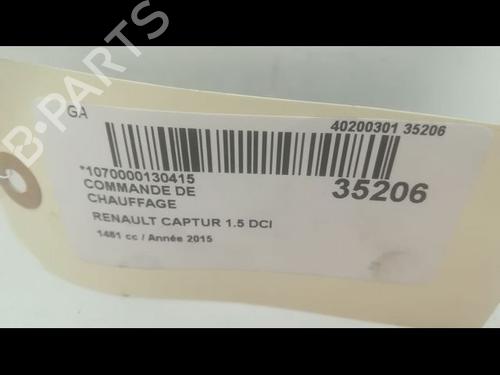 GA
40200301 35206
*1070000130415
35206
COMMANDE DE
CHAUFFAGE
RENAULT CAPTUR 1.5 DCI
1461 cc / Année 2015
B-PARTS